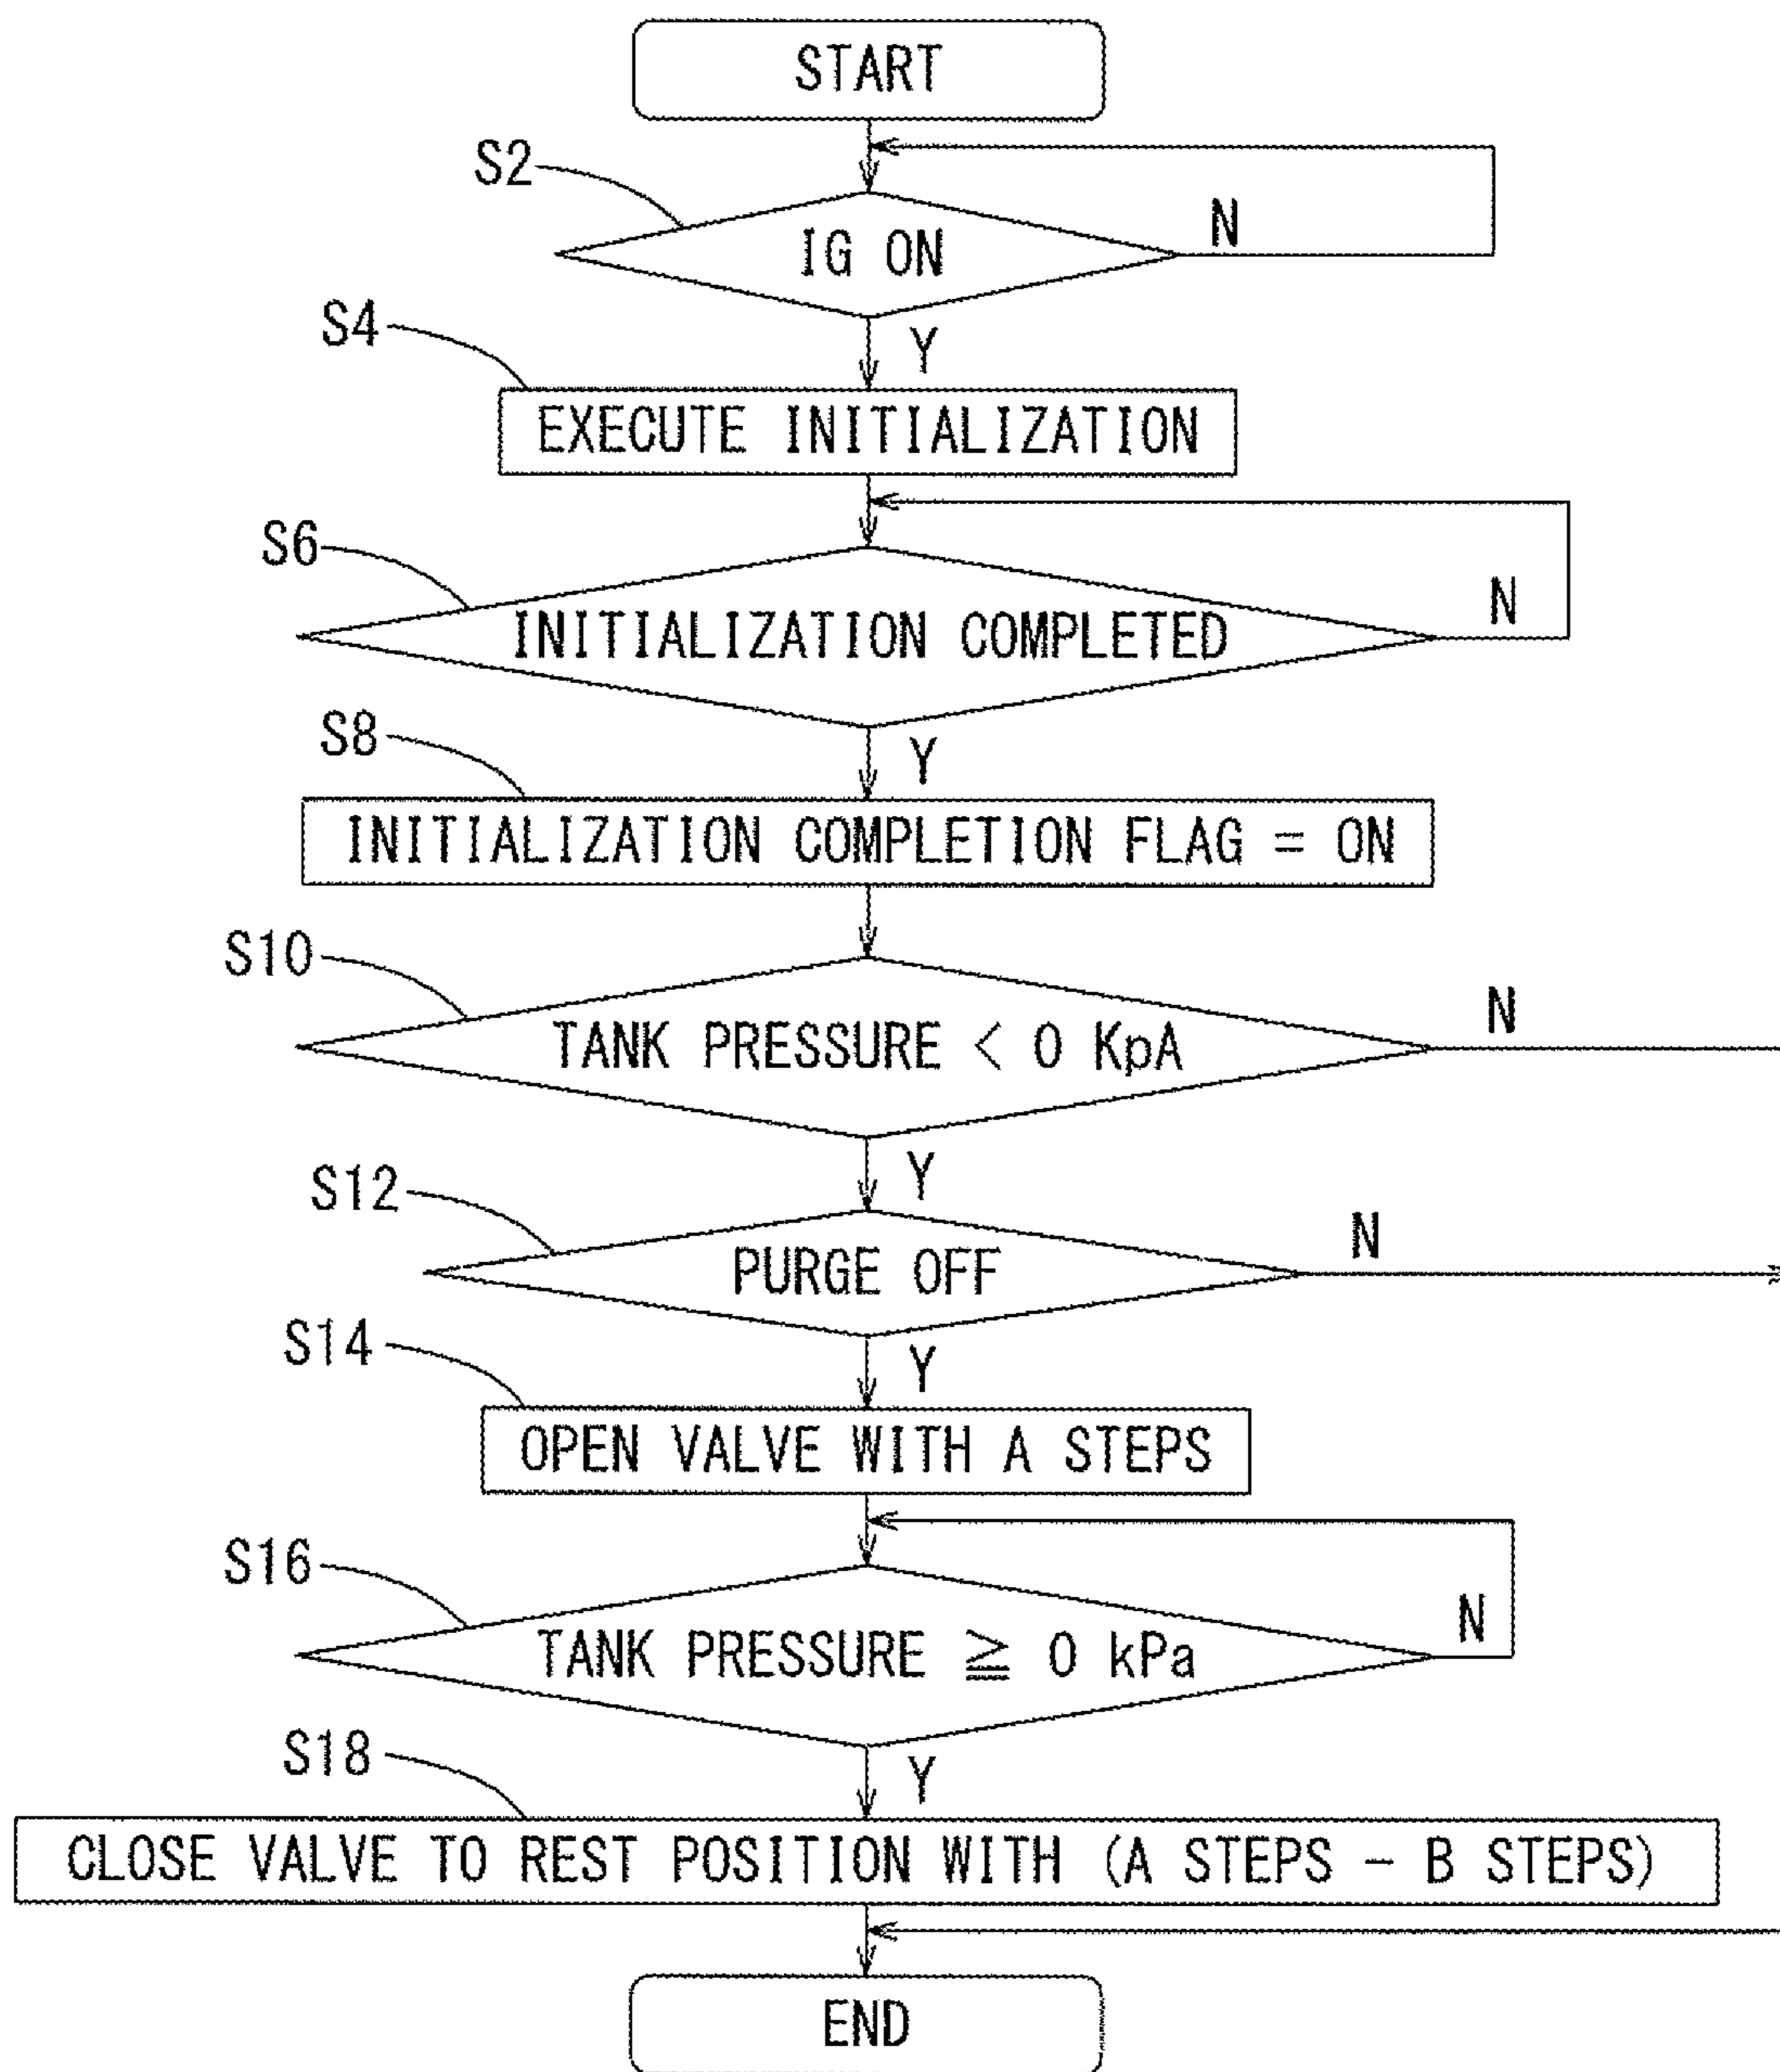 START
S2
IG ON
N
Y
S4
EXECUTE INITIALIZATION
S6
INITIALIZATION COMPLETED
N
Y
S8
INITIALIZATION COMPLETION FLAG = ON
S10
TANK PRESSURE < 0 KpA
N
Y
S12
PURGE OFF
N
Y
S14
OPEN VALVE WITH A STEPS
S16
TANK PRESSURE ≧ 0 kPa
N
Y
S18
CLOSE VALVE TO REST POSITION WITH (A STEPS - B STEPS)
END